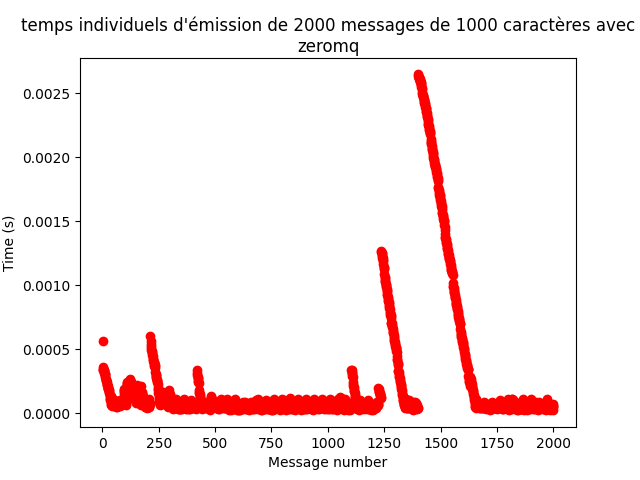 temps individuels d'émission de 2000 messages de 1000 caractères avec
zeromq
0.0025
0.0020
0.0015
0.0010
0.0005
0.0000
Time (s)
0 250 500 750 1000 1250 1500 1750 2000
Message number